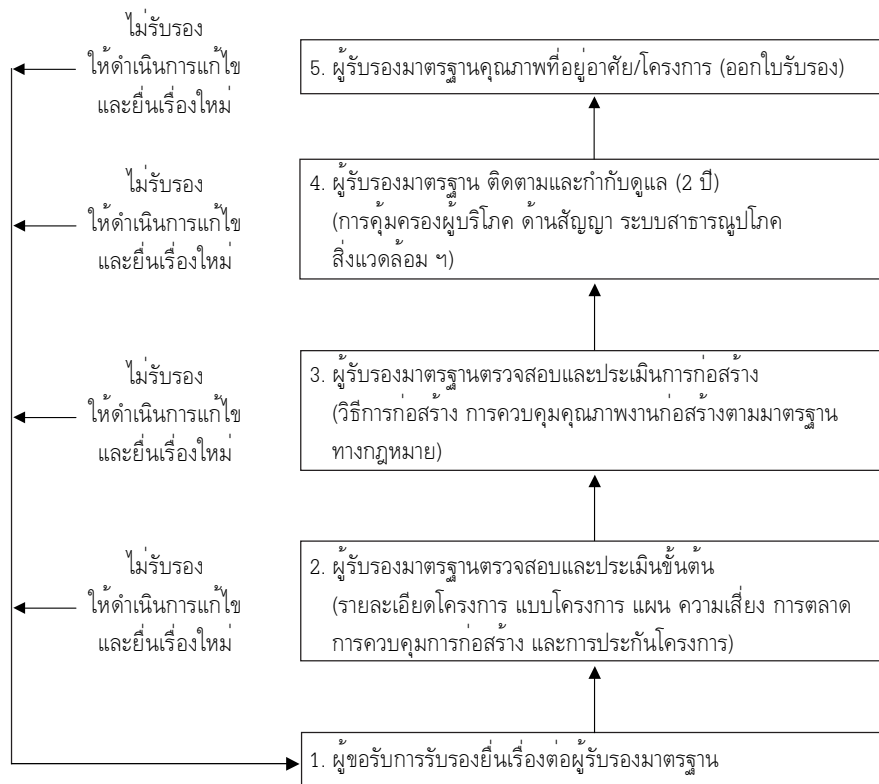 ไม่รับรอง
ให้ดำเนินการแก้ไข
และยื่นเรื่องใหม่
5. ผู้รับรองมาตรฐานคุณภาพที่อยู่อาศัย/โครงการ (ออกใบรับรอง)
ไม่รับรอง
ให้ดำเนินการแก้ไข
และยื่นเรื่องใหม่
4. ผู้รับรองมาตรฐาน ติดตามและกำกับดูแล (2 ปี)
(การคุ้มครองผู้บริโภค ด้านสัญญา ระบบสาธารณูปโภค
สิ่งแวดล้อม ฯ)
ไม่รับรอง
ให้ดำเนินการแก้ไข
และยื่นเรื่องใหม่
3. ผู้รับรองมาตรฐานตรวจสอบและประเมินการก่อสร้าง
(วิธีการก่อสร้าง การควบคุมคุณภาพงานก่อสร้างตามมาตรฐาน
ทางกฎหมาย)
ไม่รับรอง
ให้ดำเนินการแก้ไข
และยื่นเรื่องใหม่
2. ผู้รับรองมาตรฐานตรวจสอบและประเมินขั้นต้น
(รายละเอียดโครงการ แบบโครงการ แผน ความเสี่ยง การตลาด
การควบคุมการก่อสร้าง และการประกันโครงการ)
1. ผู้ขอรับการรับรองยื่นเรื่องต่อผู้รับรองมาตรฐาน